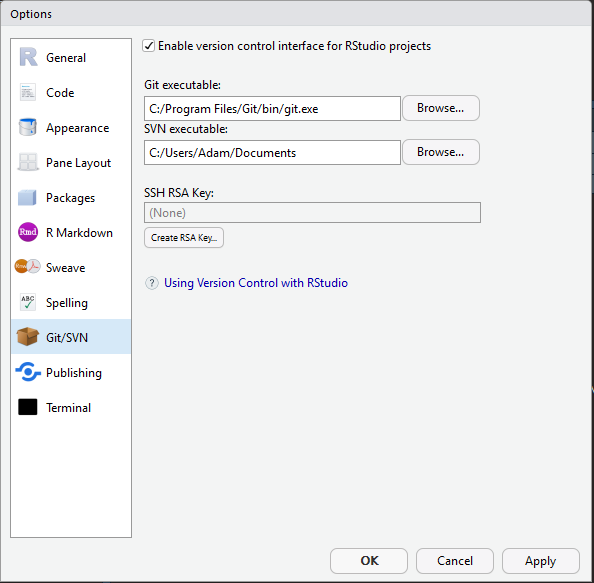 Options
General
Code
Appearance
Pane Layout
Packages
Rmd R Markdown
Sweave
ABC Spelling
Git/SVN
Publishing
Terminal
Enable version control interface for RStudio projects
Git executable:
C:/Program Files/Git/bin/git.exe Browse...
SVN executable:
C:/Users/Adam/Documents Browse...
SSH RSA Key:
(None)
Create RSA Key...
? Using Version Control with RStudio
OK Cancel Apply